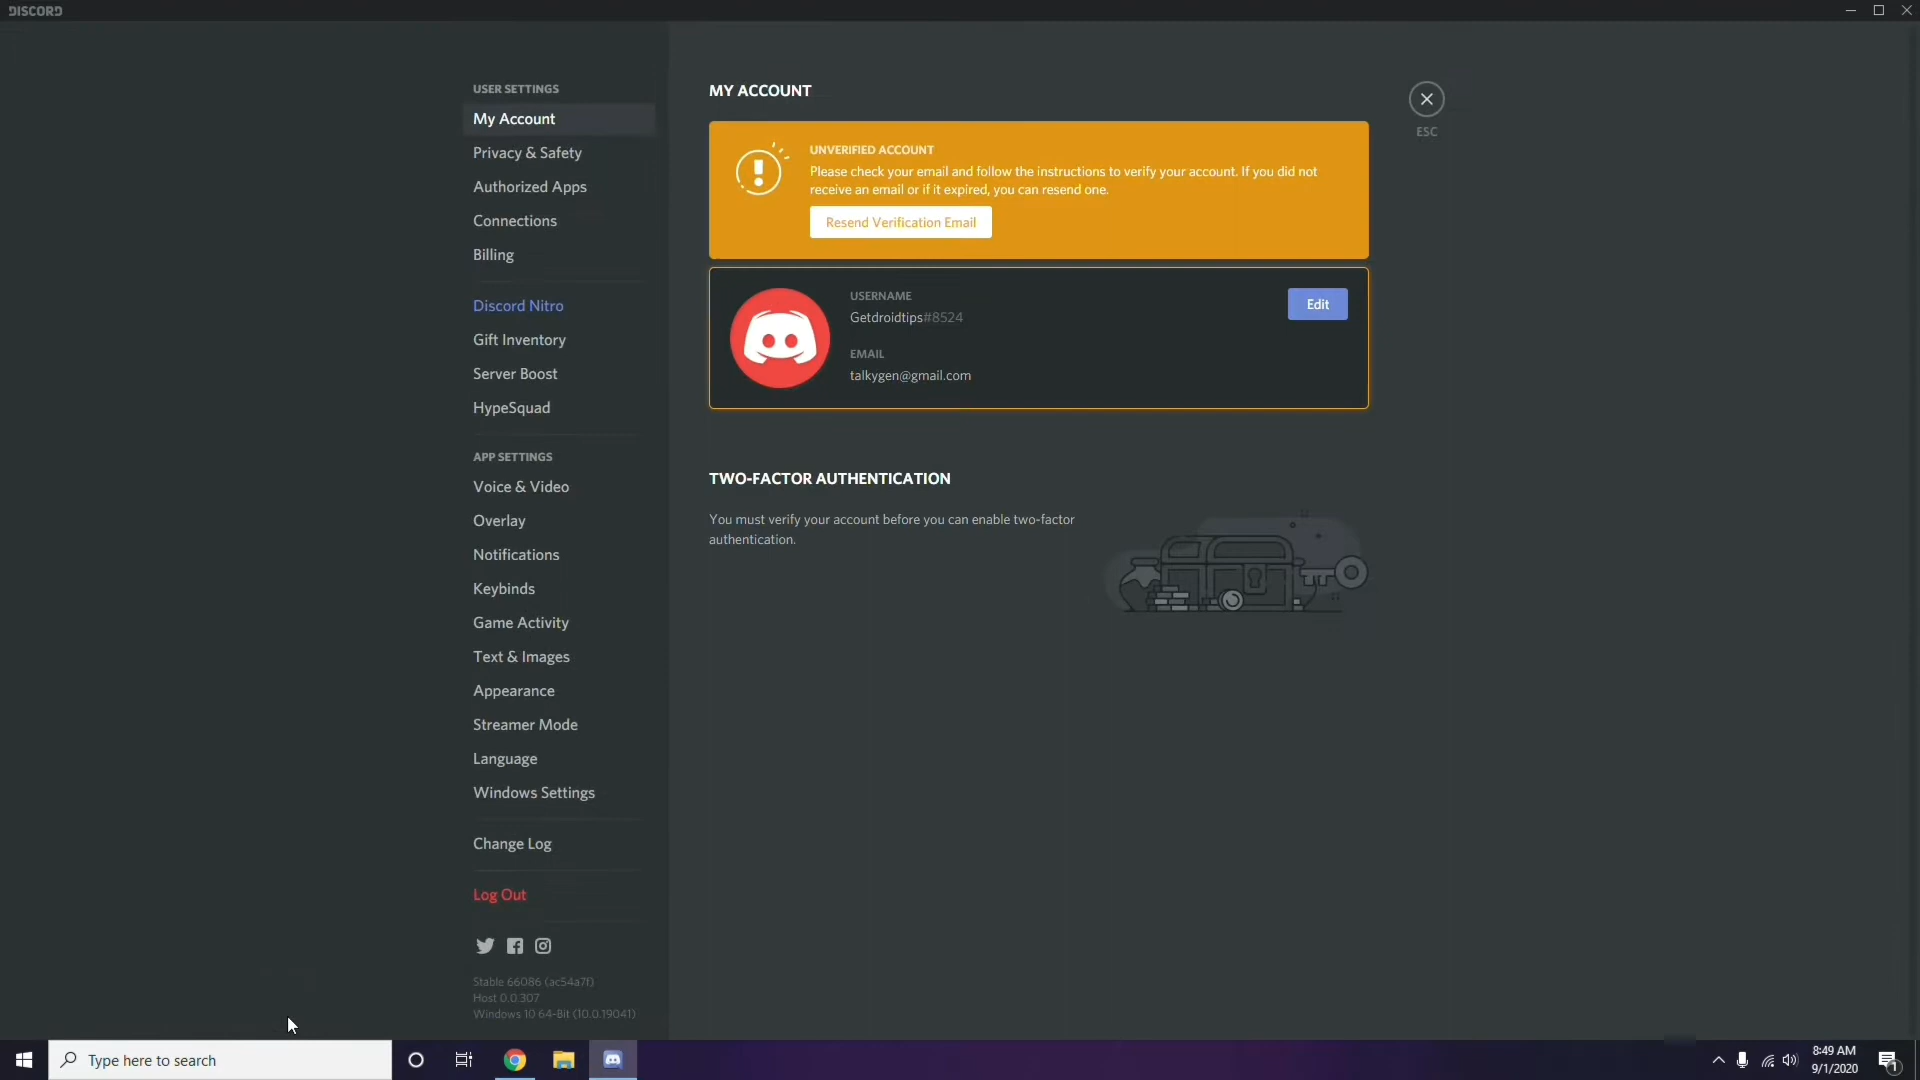 DISCORD
USER SETTINGS
My Account
Privacy & Safety
Authorized Apps
Connections
Billing
Discord Nitro
Gift Inventory
Server Boost
HypeSquad
APP SETTINGS
Voice & Video
Overlay
Notifications
Keybinds
Game Activity
Text & Images
Appearance
Streamer Mode
Language
Windows Settings
Change Log
Log Out
Stable 66086 (ac54a7f)
Host 0.0.307
Windows 10 64-Bit (10.0.19041)
MY ACCOUNT
ESC
UNVERIFIED ACCOUNT
Please check your email and follow the instructions to verify your account. If you did not
receive an email or if it expired, you can resend one.
Resend Verification Email
USERNAME
Getdroidtips#8524
Edit
EMAIL
talkygen@gmail.com
TWO-FACTOR AUTHENTICATION
You must verify your account before you can enable two-factor
authentication.
Type here to search
8:49 AM
9/1/2020
1